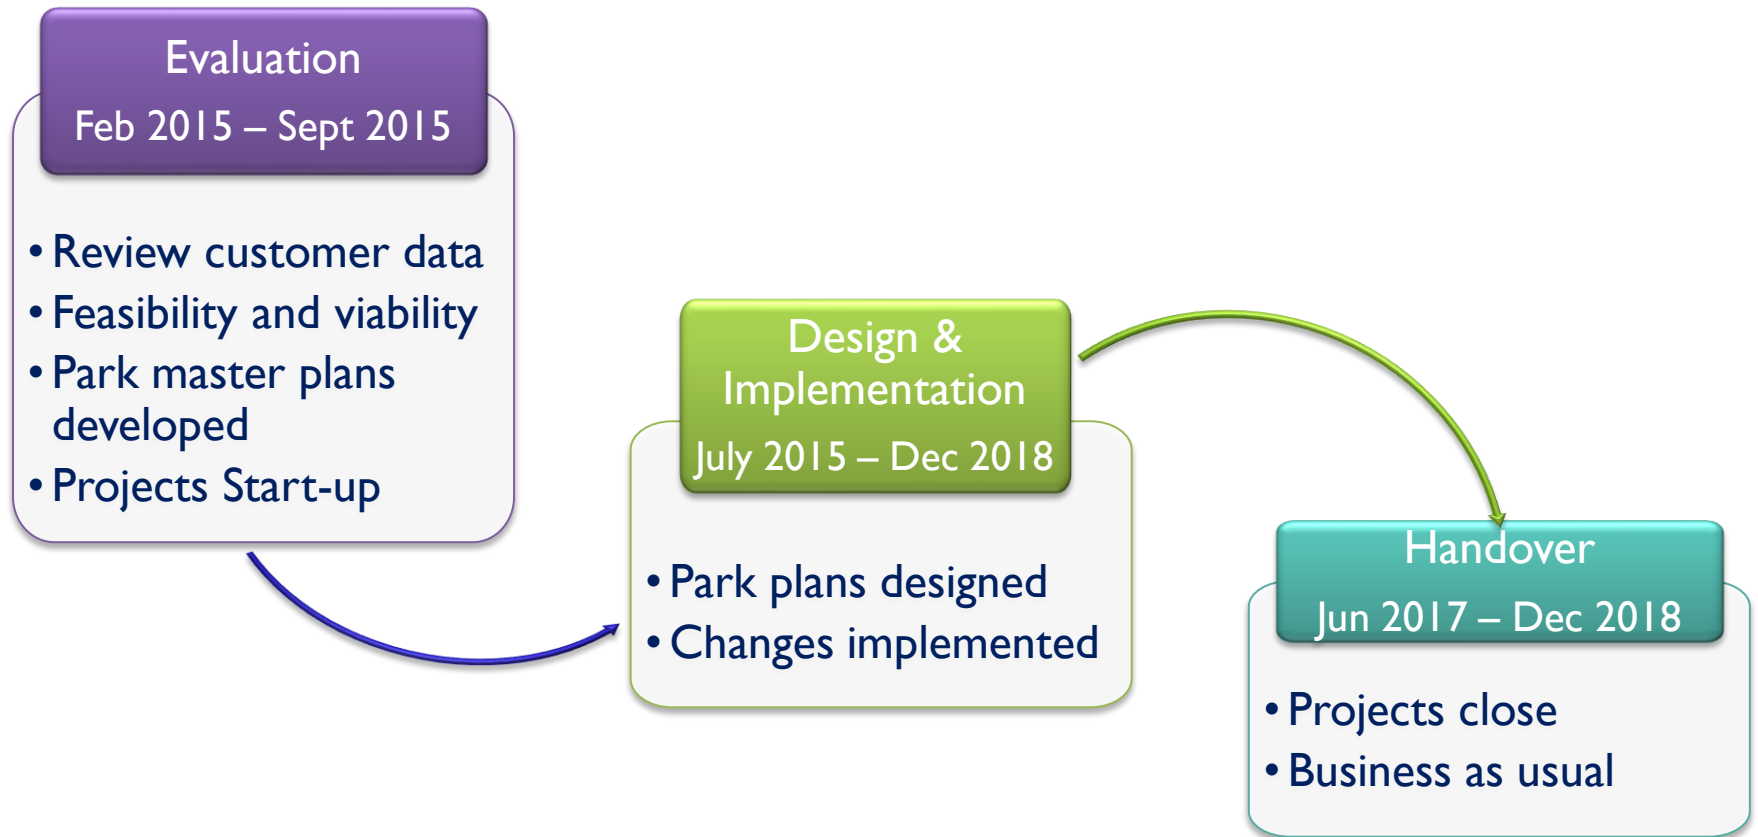 Evaluation
Feb 2015 – Sept 2015
• Review customer data
• Feasibility and viability
• Park master plans
developed
• Projects Start-up
Design &
Implementation
July 2015 – Dec 2018
• Park plans designed
• Changes implemented
Handover
Jun 2017 – Dec 2018
• Projects close
• Business as usual